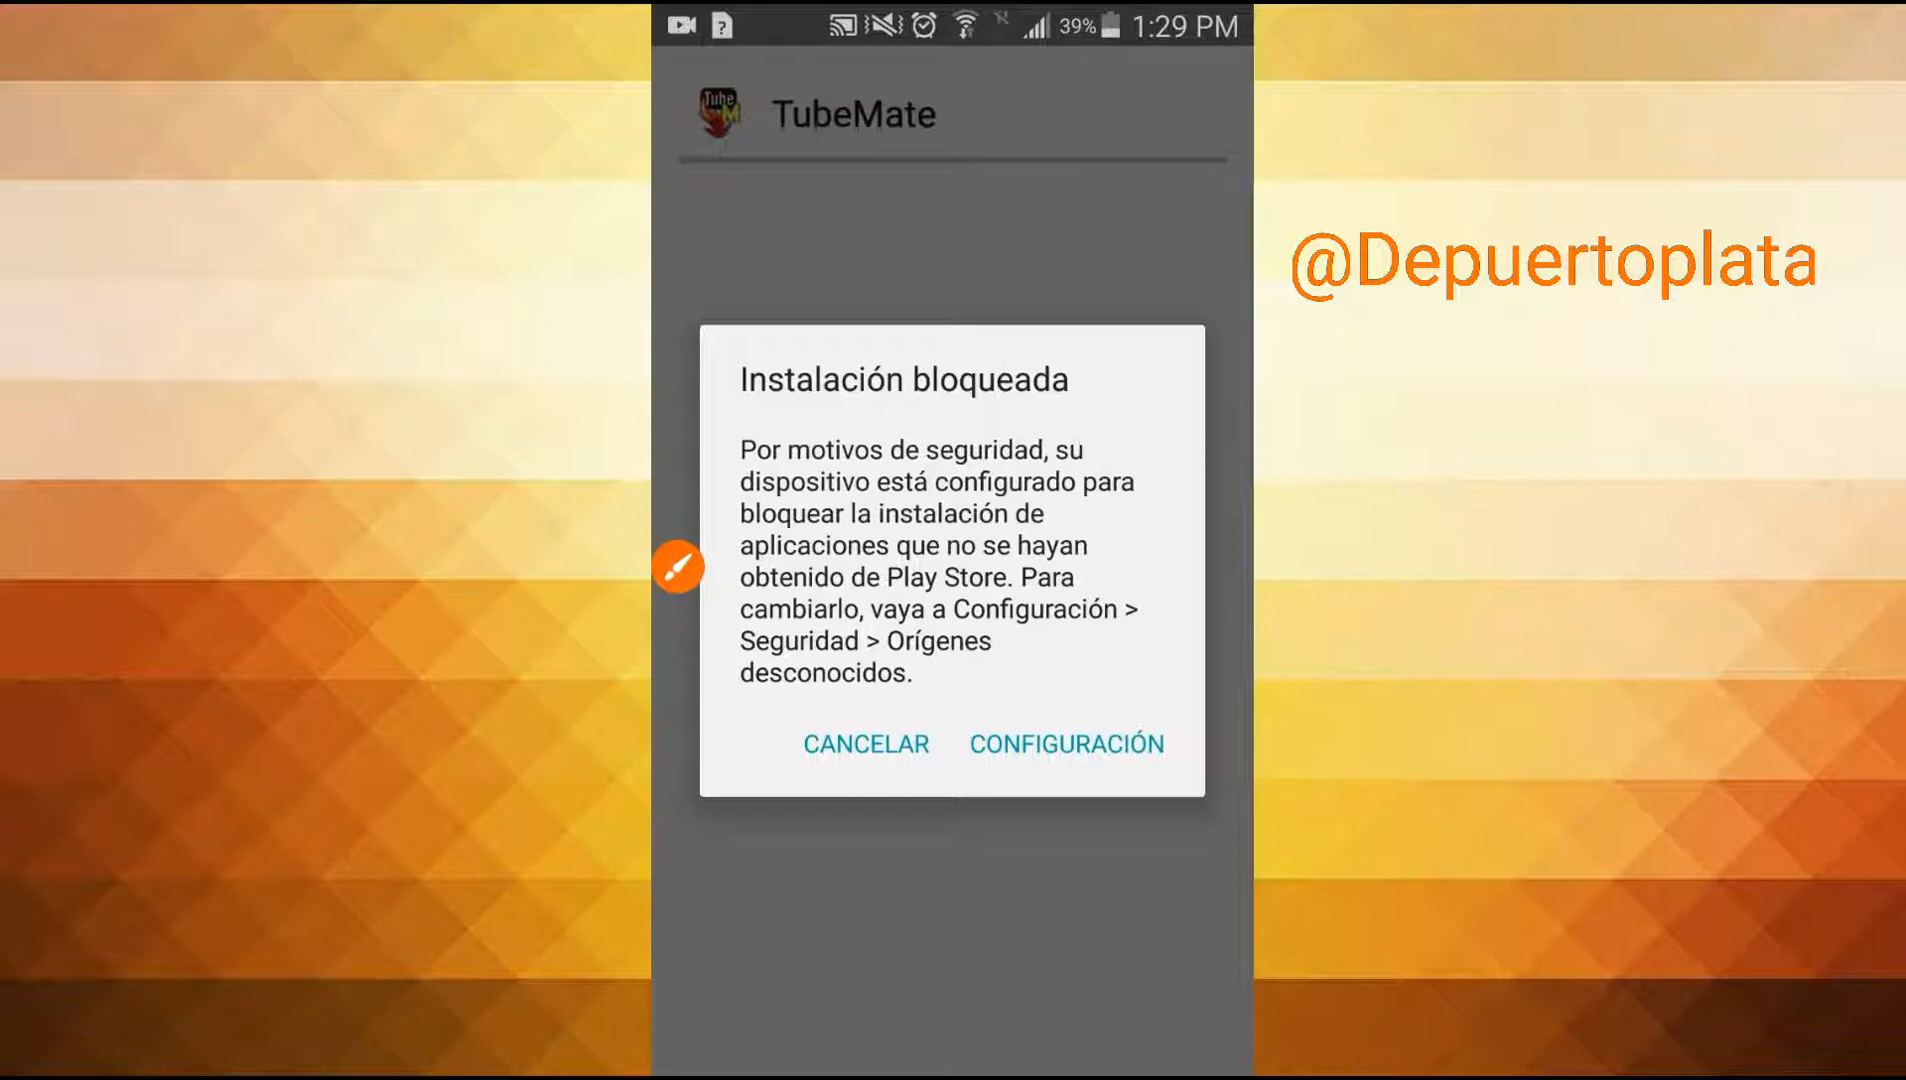 39% 1:29 PM
Tube
M
TubeMate
@Depuertoplata
Instalación bloqueada
Por motivos de seguridad, su
dispositivo está configurado para
bloquear la instalación de
aplicaciones que no se hayan
obtenido de Play Store. Para
cambiarlo, vaya a Configuración >
Seguridad > Orígenes
desconocidos.
CANCELAR CONFIGURACIÓN